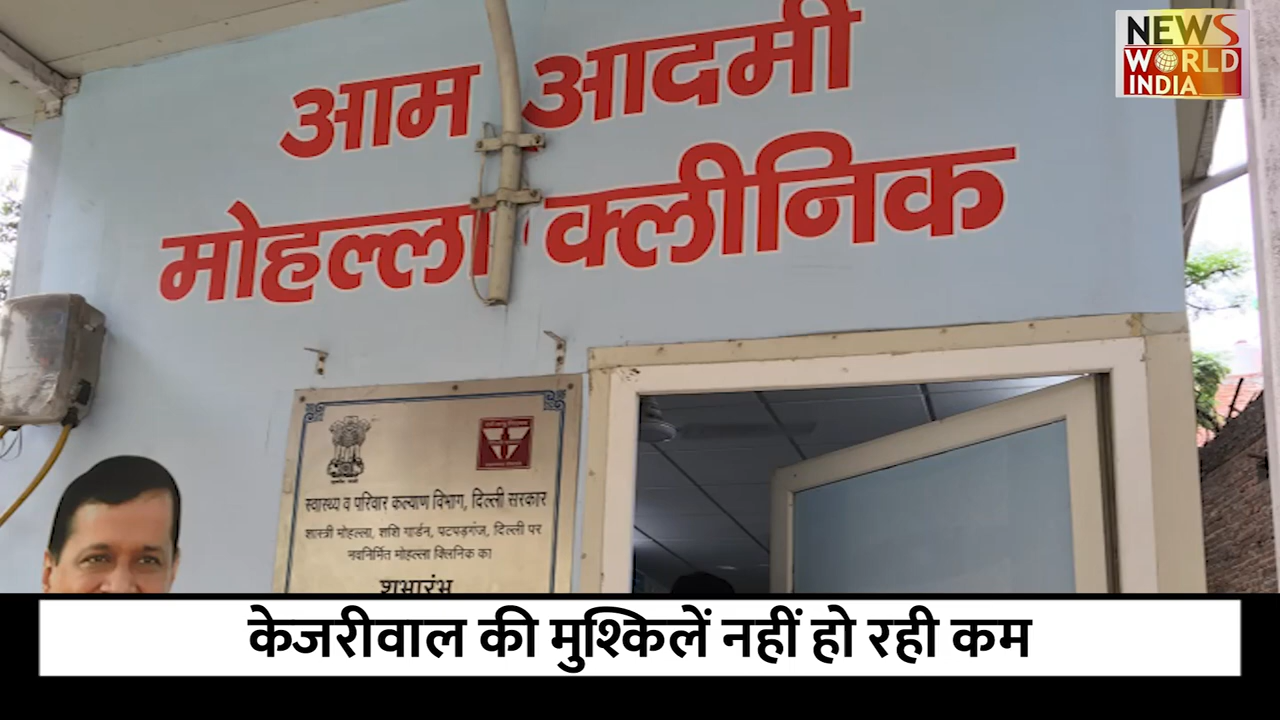 NEWS
WORLD
INDIA
आम आदमी
मोहल्ला क्लीनिक
स्वास्थ्य व परिवार कल्याण विभाग, दिल्ली सरकार
शास्त्री मोहल्ला, शशि गार्डन, पटपड़गंज, दिल्ली पर
नवनिर्मित मोहल्ला क्लिनिक का
शुभारंभ
केजरीवाल की मुश्किलें नहीं हो रही कम